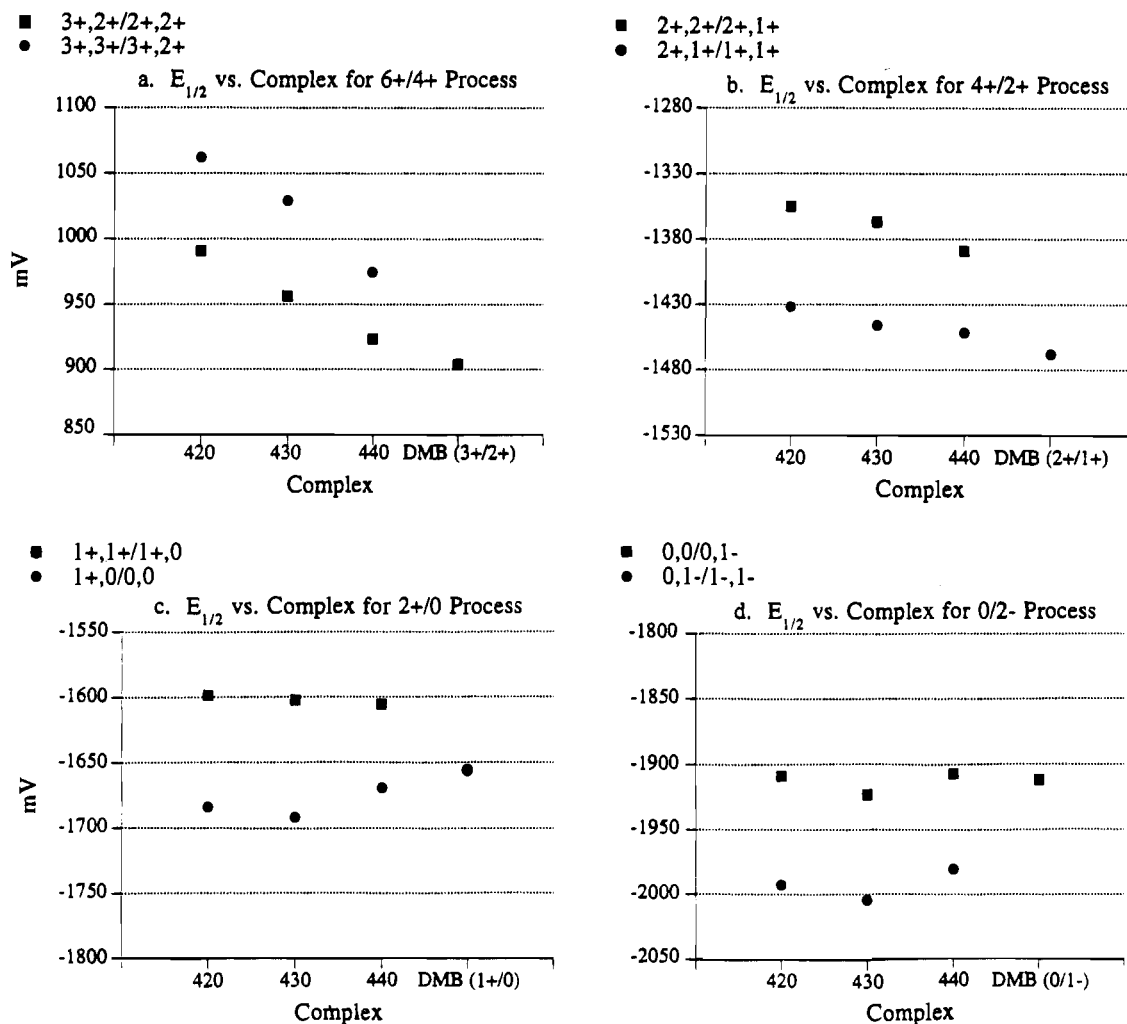 3+,2+/2+,2+
3+,3+/3+,2+
a. E1/2 vs. Complex for 6+/4+ Process
1100
1050
1000
950
900
850
mV
420 430 440 DMB (3+/2+)
Complex
2+,2+/2+,1+
2+,1+/1+,1+
b. E1/2 vs. Complex for 4+/2+ Process
-1280
-1330
-1380
-1430
-1480
-1530
420 430 440 DMB (2+/1+)
Complex
1+,1+/1+,0
1+,0/0,0
c. E1/2 vs. Complex for 2+/0 Process
-1550
-1600
-1650
-1700
-1750
-1800
mV
420 430 440 DMB (1+/0)
Complex
0,0/0,1-
0,1-/1-,1-
d. E1/2 vs. Complex for 0/2- Process
-1800
-1850
-1900
-1950
-2000
-2050
420 430 440 DMB (0/1-)
Complex